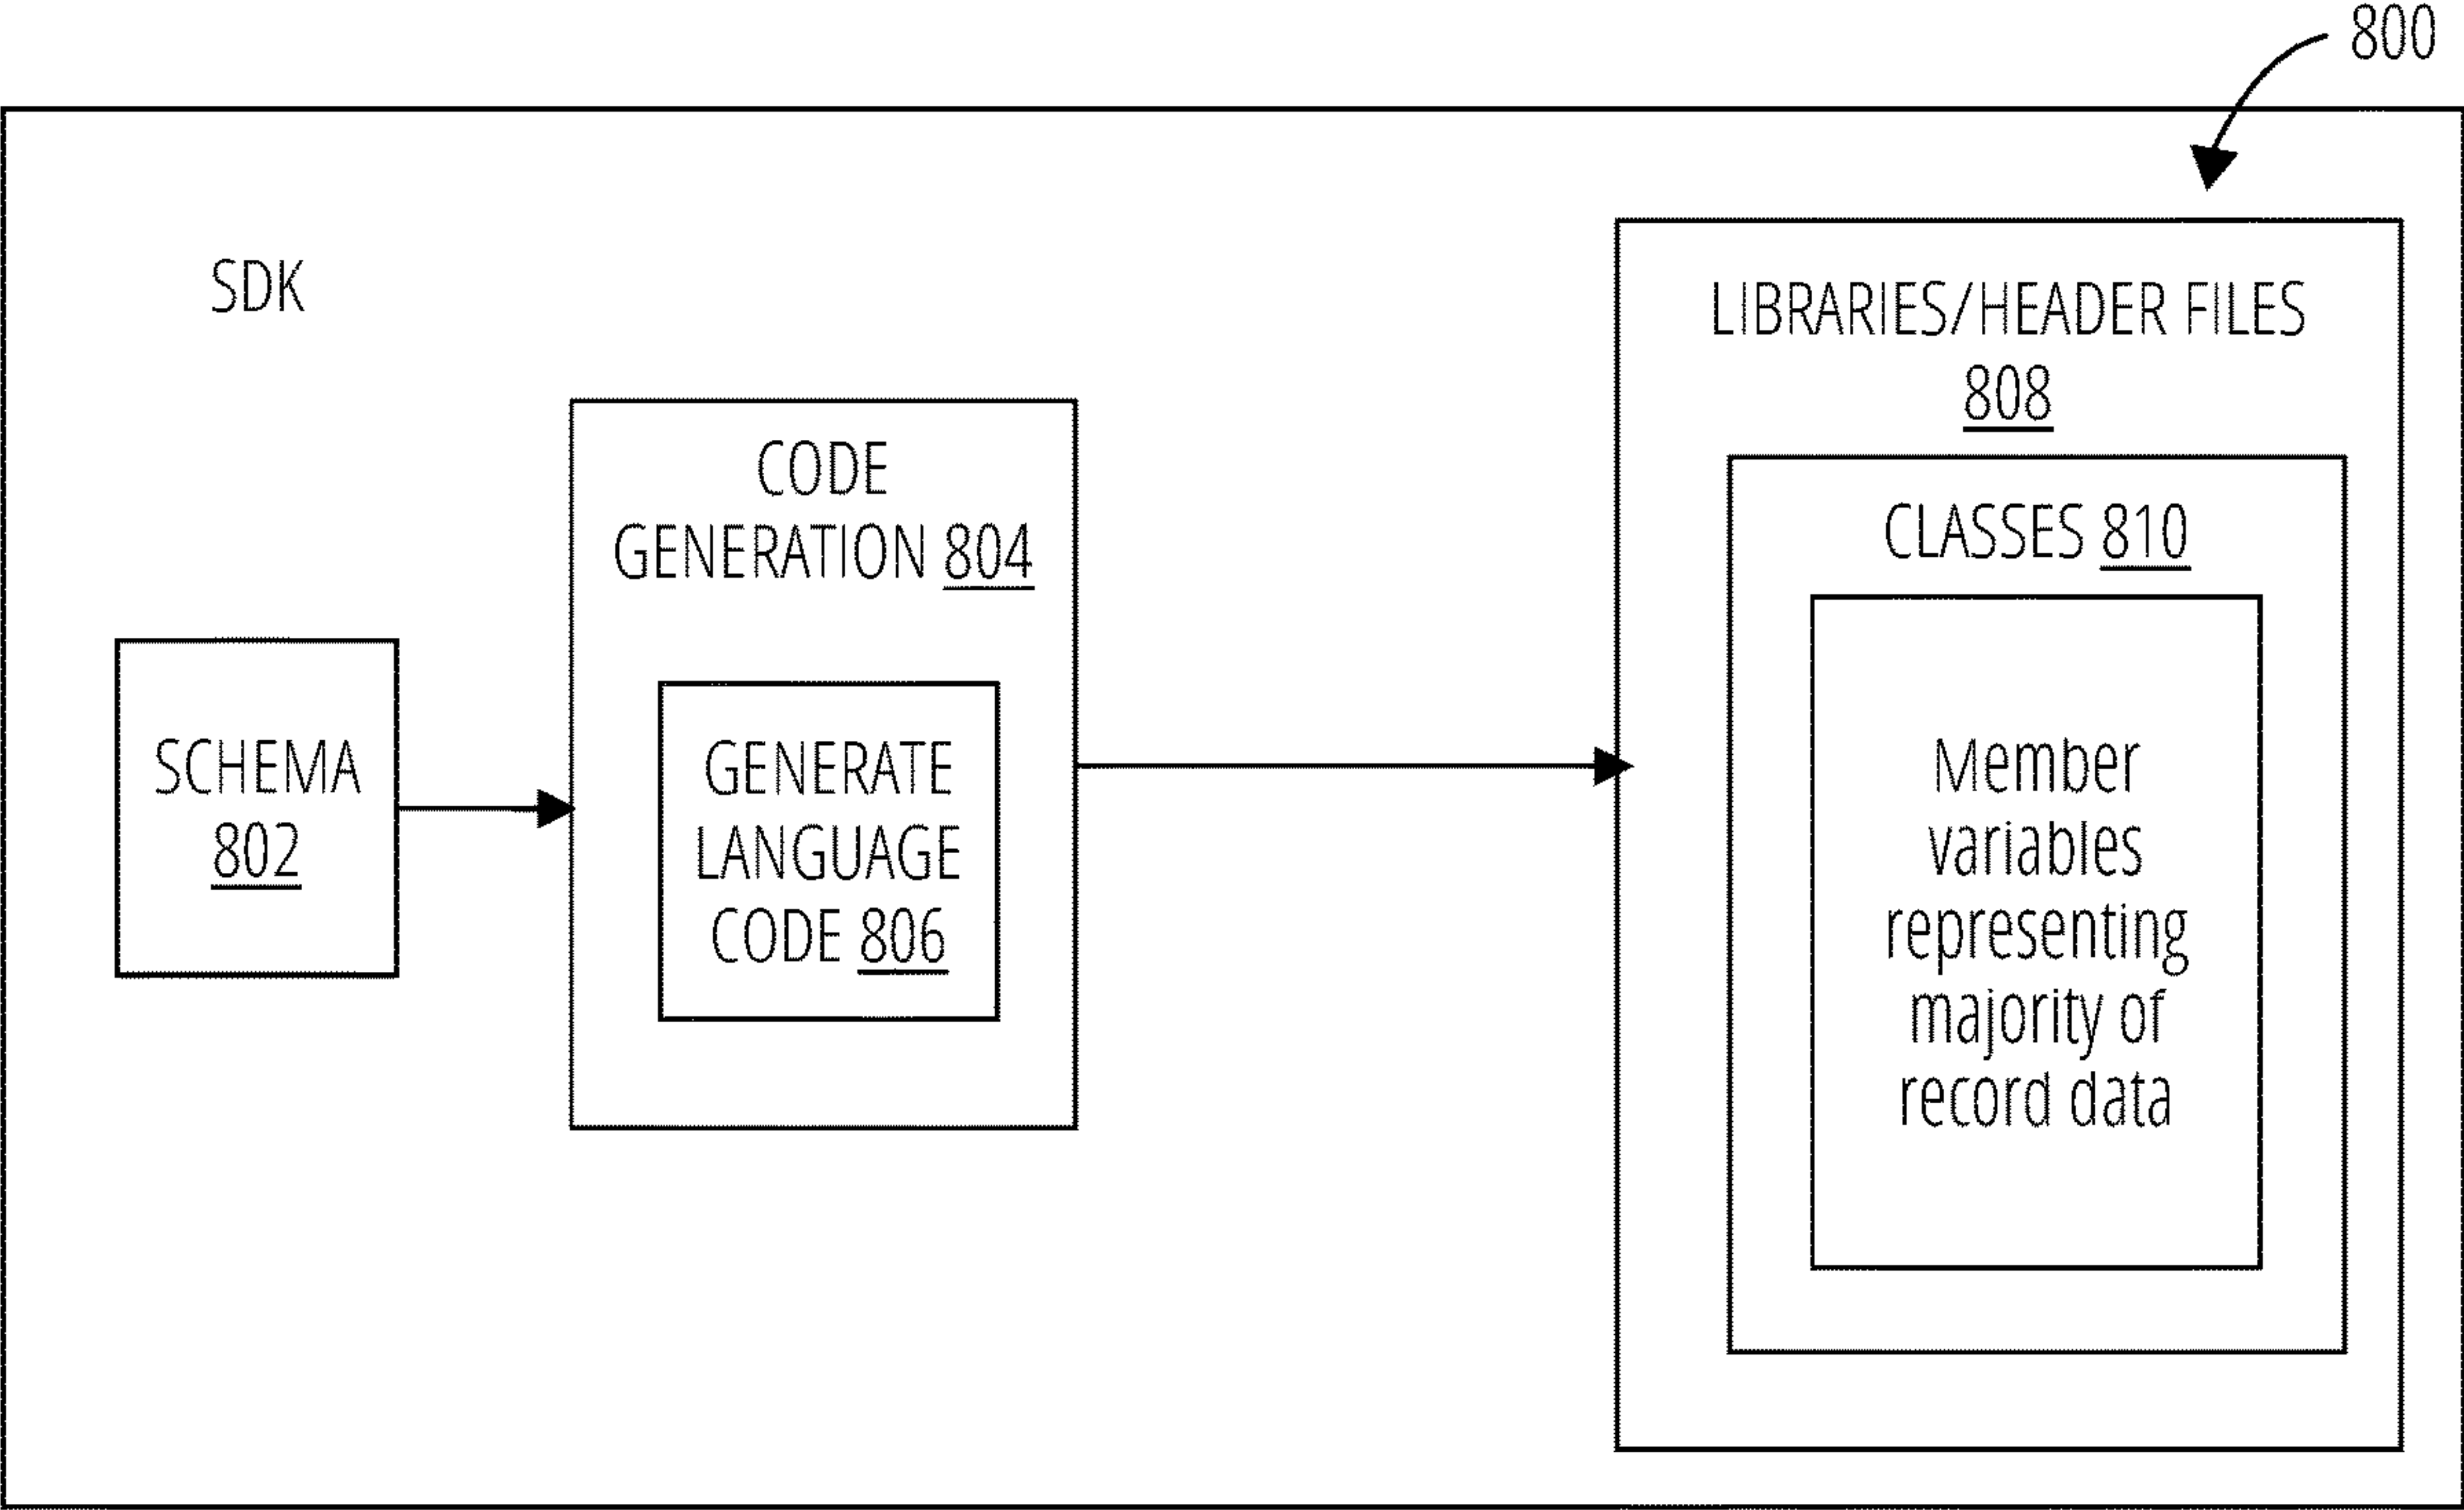 800
SDK
SCHEMA
802
CODE
GENERATION 804
GENERATE
LANGUAGE
CODE 806
LIBRARIES/HEADER FILES
808
CLASSES 810
Member
variables
representing
majority of
record data